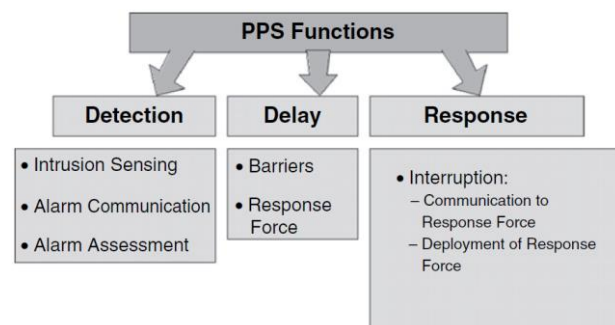 PPS Functions
Detection
• Intrusion Sensing
• Alarm Communication
• Alarm Assessment
Delay
• Barriers
• Response
Force
Response
• Interruption:
– Communication to
Response Force
– Deployment of Response
Force